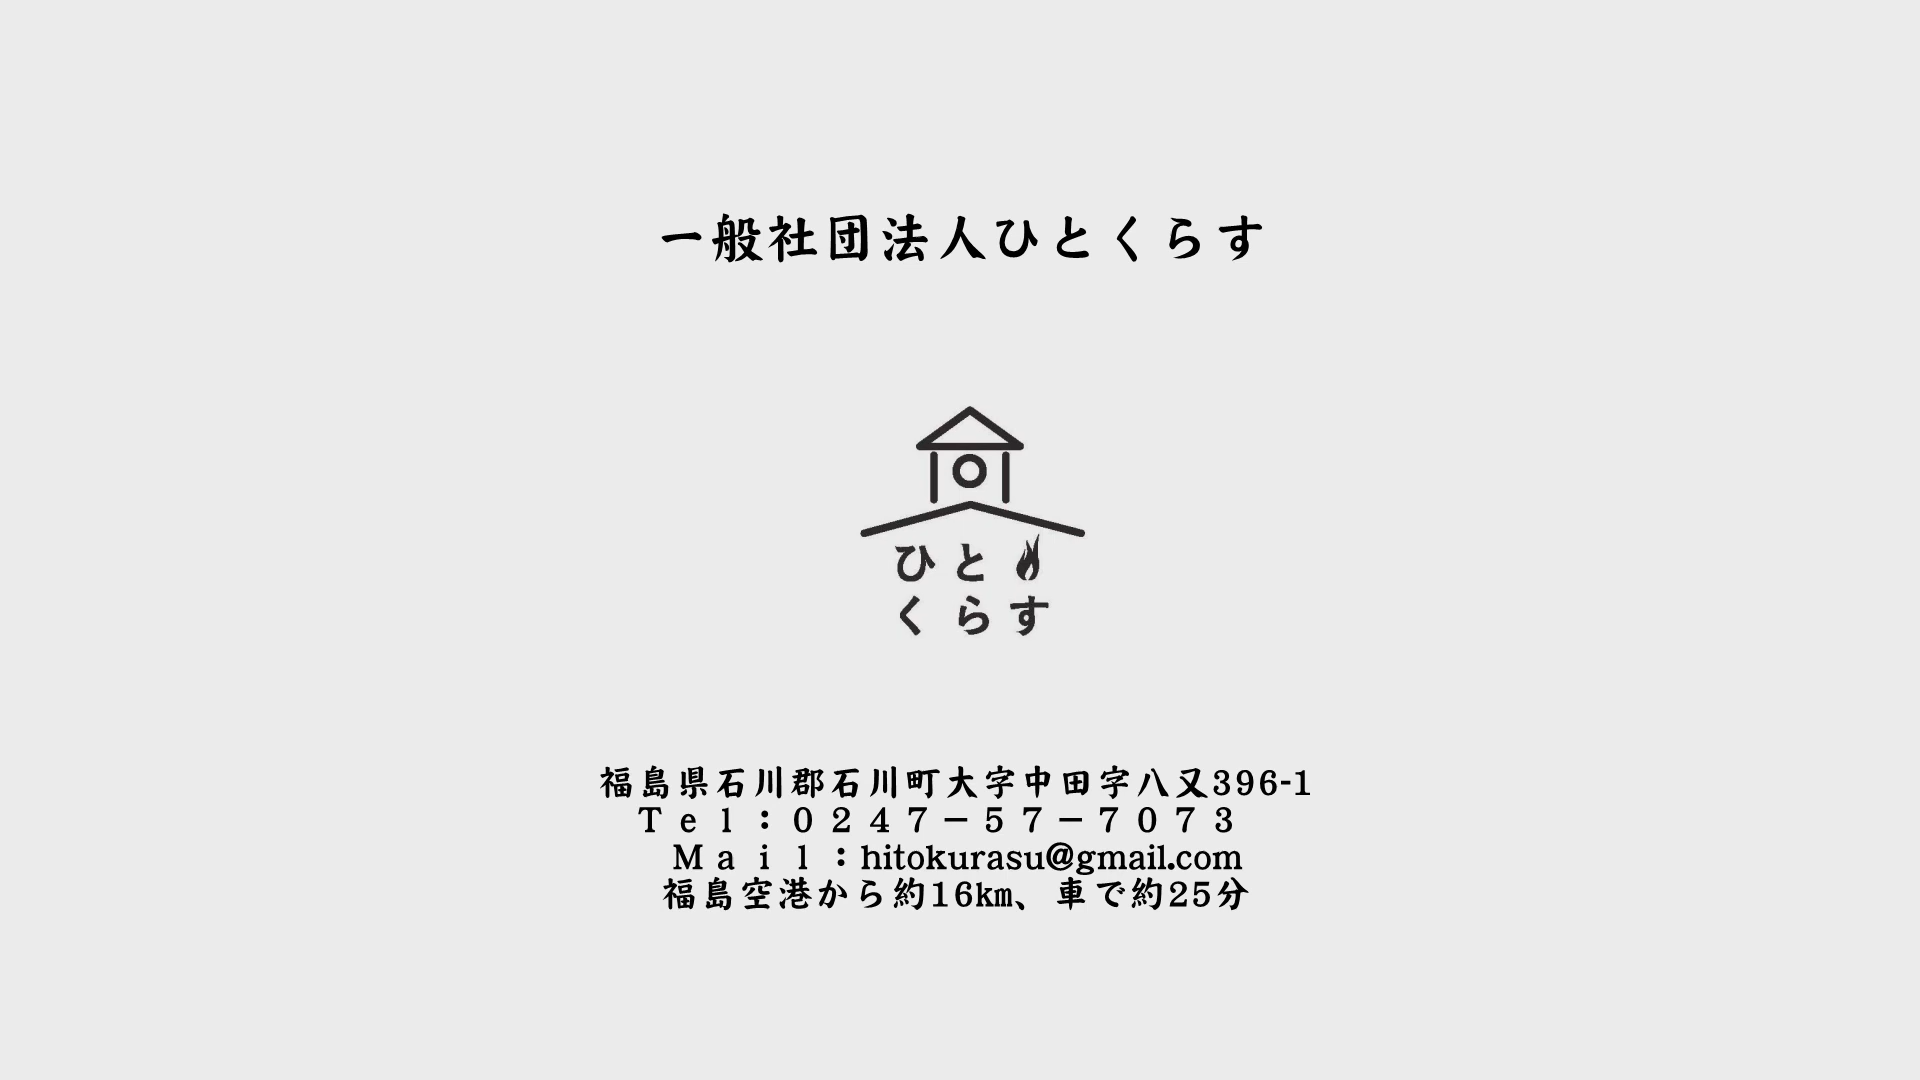 一般社団法人ひとくらす
ひと
くらす
福島県石川郡石川町大字中田字八又396-1
Ｔｅｌ：０２４７－５７－７０７３
Ｍａｉｌ：hitokurasu@gmail.com
福島空港から約16㎞、車で約25分